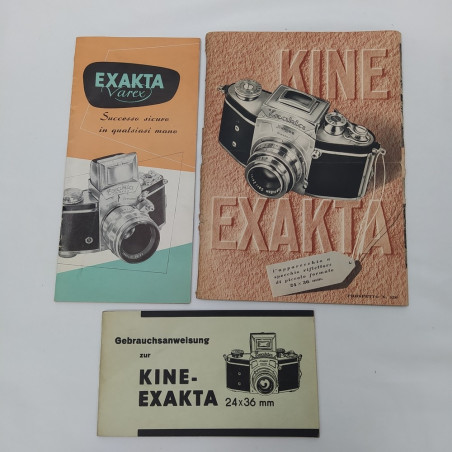 EXAKTA
Varex
Successo sicuro
in qualsiasi mano
KINE
EXAKTA
Exakta
l'apparecchio a
specchio riflettore
di piccolo formato
24 × 36 mm
Gebrauchsanweisung
zur
KINE-
EXAKTA 24x36 mm